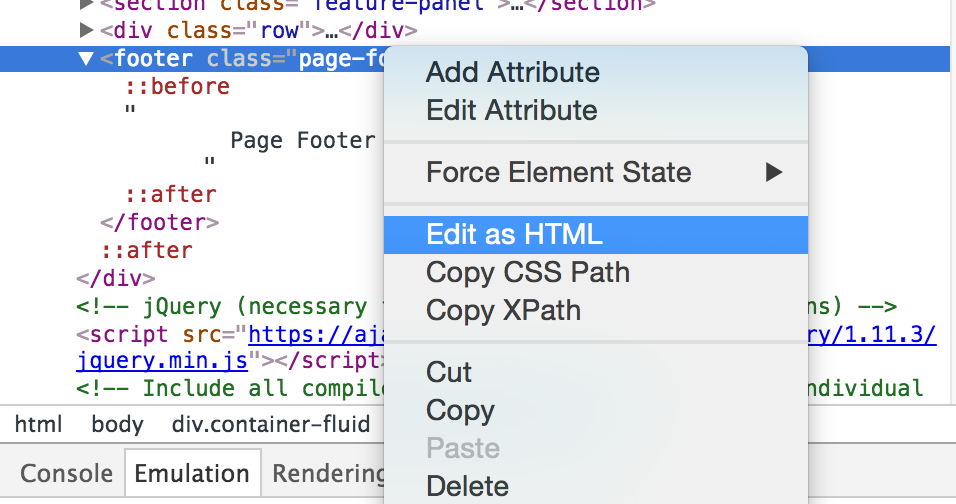 ▶<section class="feature-panel">…</section>
▶<div class="row">…</div>
▼<footer class="page-fo
::before
"
Page Footer
"
::after
</footer>
::after
</div>
<!-- jQuery (necessary ns) -->
<script src="https://aja ry/1.11.3/
jquery.min.js"></script>
<!-- Include all compile ndividual
Add Attribute
Edit Attribute
Force Element State ▶
Edit as HTML
Copy CSS Path
Copy XPath
Cut
Copy
Paste
Delete
html body div.container-fluid
Console Emulation Rendering